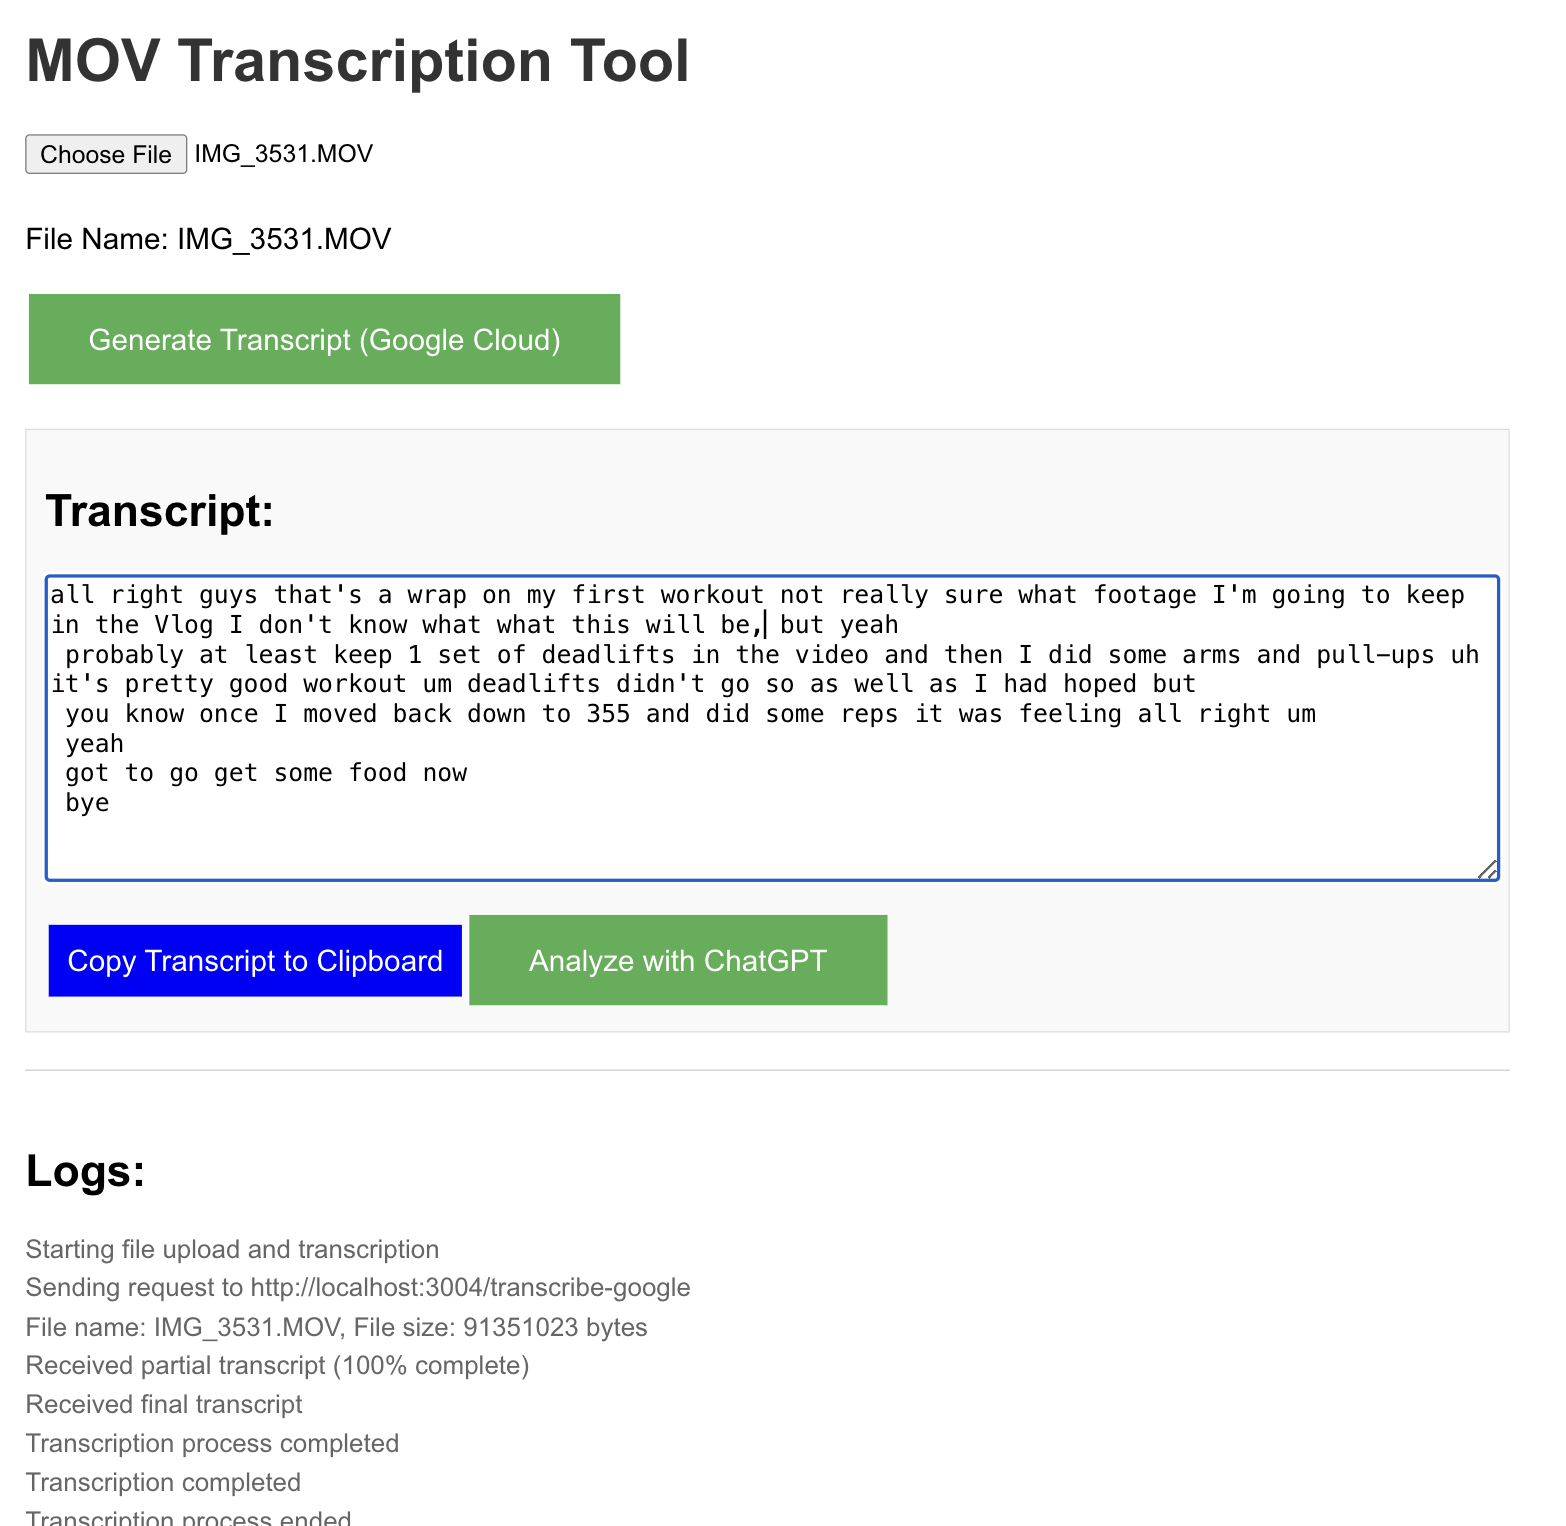 MOV Transcription Tool
Choose File IMG_3531.MOV
File Name: IMG_3531.MOV
Generate Transcript (Google Cloud)
Transcript:
all right guys that's a wrap on my first workout not really sure what footage I'm going to keep
in the Vlog I don't know what what this will be, but yeah
probably at least keep 1 set of deadlifts in the video and then I did some arms and pull-ups uh
it's pretty good workout um deadlifts didn't go so as well as I had hoped but
you know once I moved back down to 355 and did some reps it was feeling all right um
yeah
got to go get some food now
bye
Copy Transcript to Clipboard Analyze with ChatGPT
Logs:
Starting file upload and transcription
Sending request to http://localhost:3004/transcribe-google
File name: IMG_3531.MOV, File size: 91351023 bytes
Received partial transcript (100% complete)
Received final transcript
Transcription process completed
Transcription completed
Transcription process ended